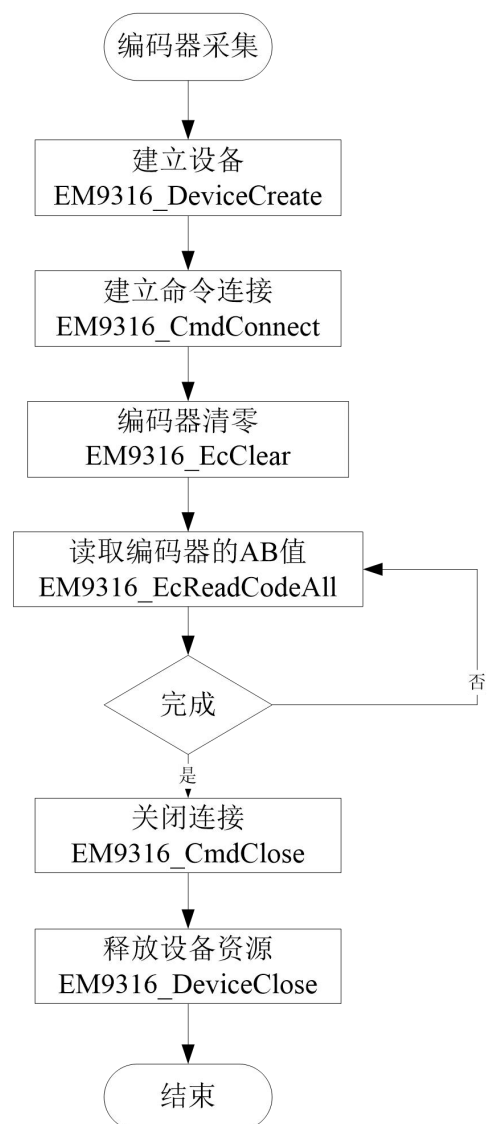 编码器采集
建立设备
EM9316_DeviceCreate
建立命令连接
EM9316_CmdConnect
编码器清零
EM9316_EcClear
读取编码器的AB值
EM9316_EcReadCodeAll
完成
否
是
关闭连接
EM9316_CmdClose
释放设备资源
EM9316_DeviceClose
结束